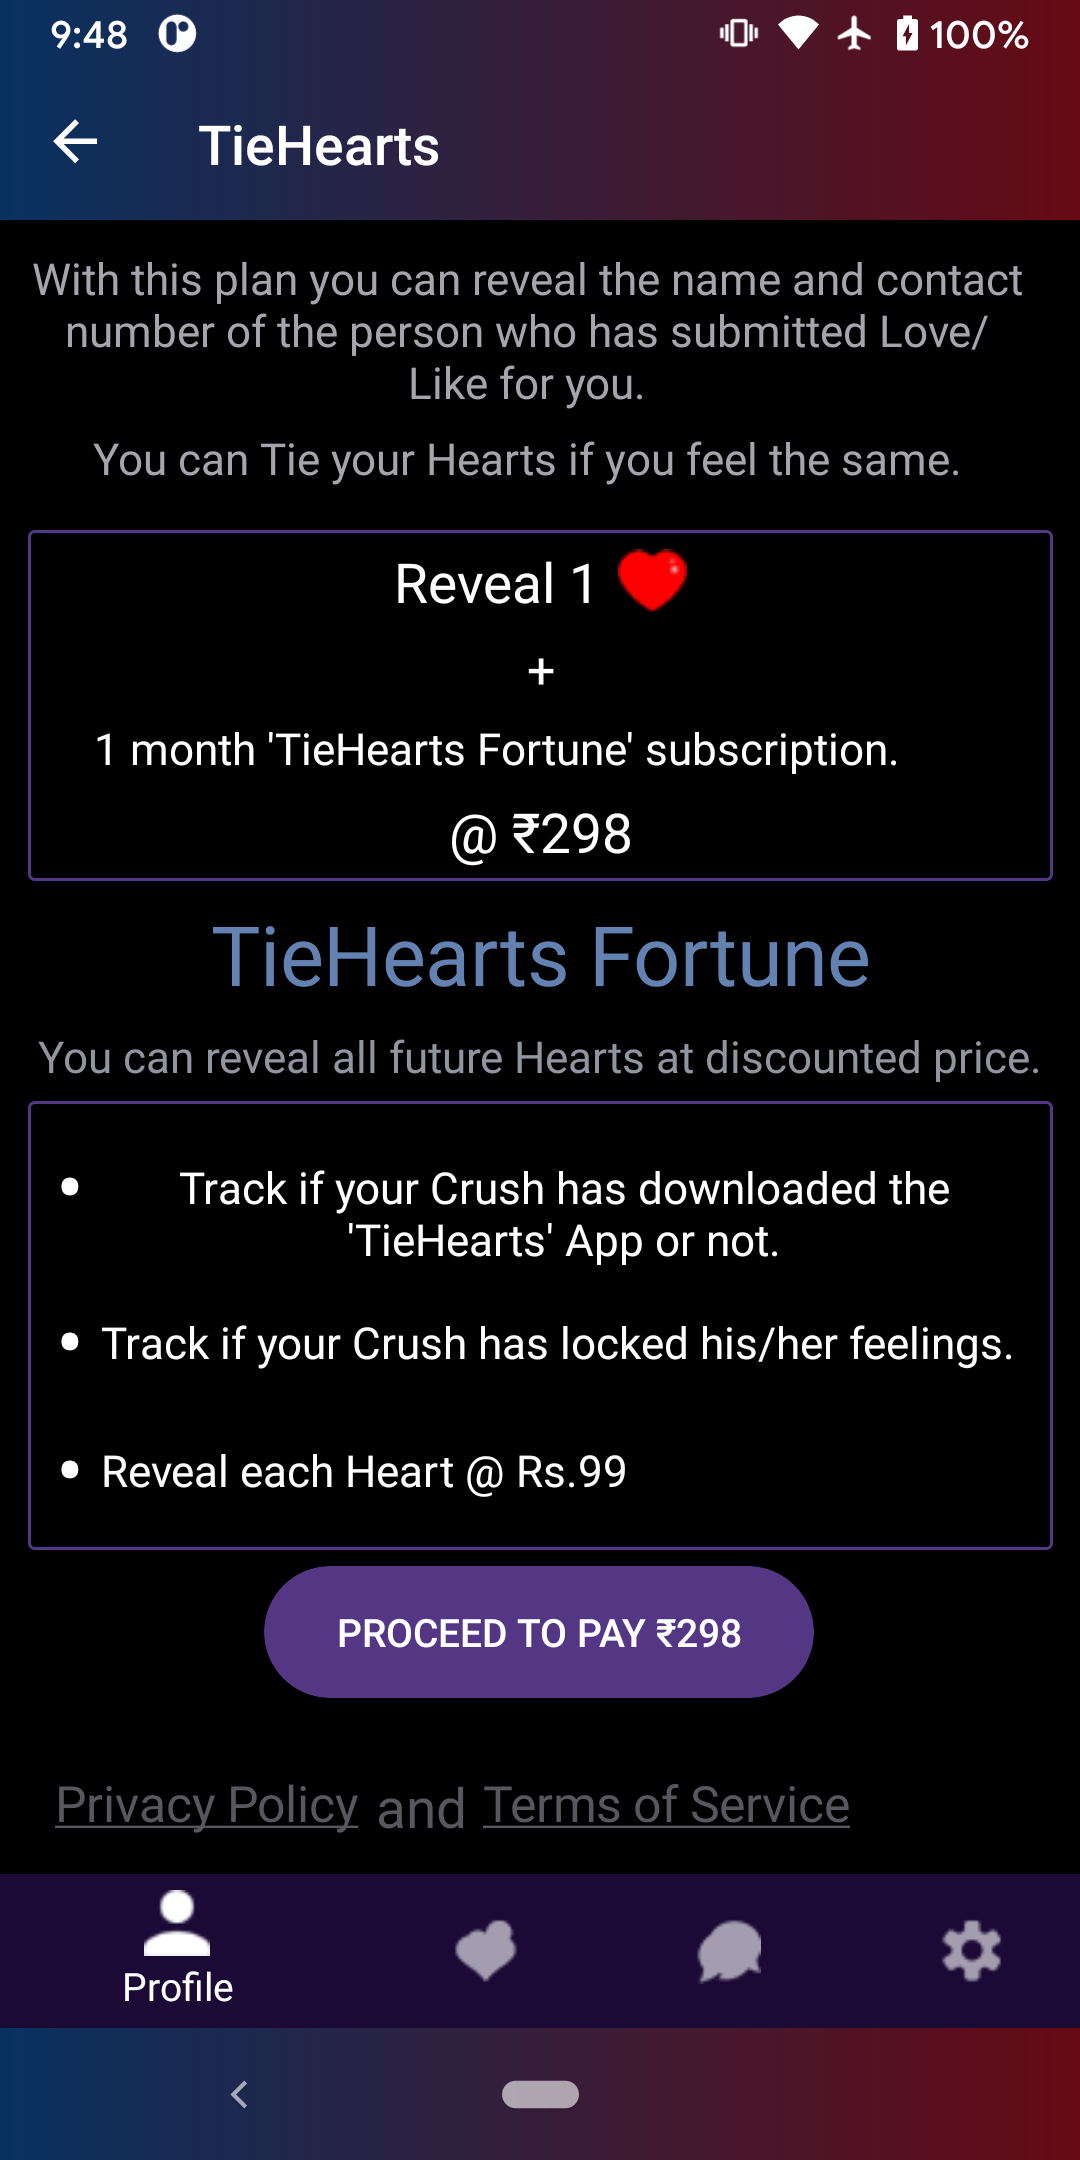 9:48
100%
TieHearts
With this plan you can reveal the name and contact
number of the person who has submitted Love/
Like for you.
You can Tie your Hearts if you feel the same.
Reveal 1
+
1 month 'TieHearts Fortune' subscription.
@ ₹298
TieHearts Fortune
You can reveal all future Hearts at discounted price.
• Track if your Crush has downloaded the
'TieHearts' App or not.
• Track if your Crush has locked his/her feelings.
• Reveal each Heart @ Rs.99
PROCEED TO PAY ₹298
Privacy Policy and Terms of Service
Profile